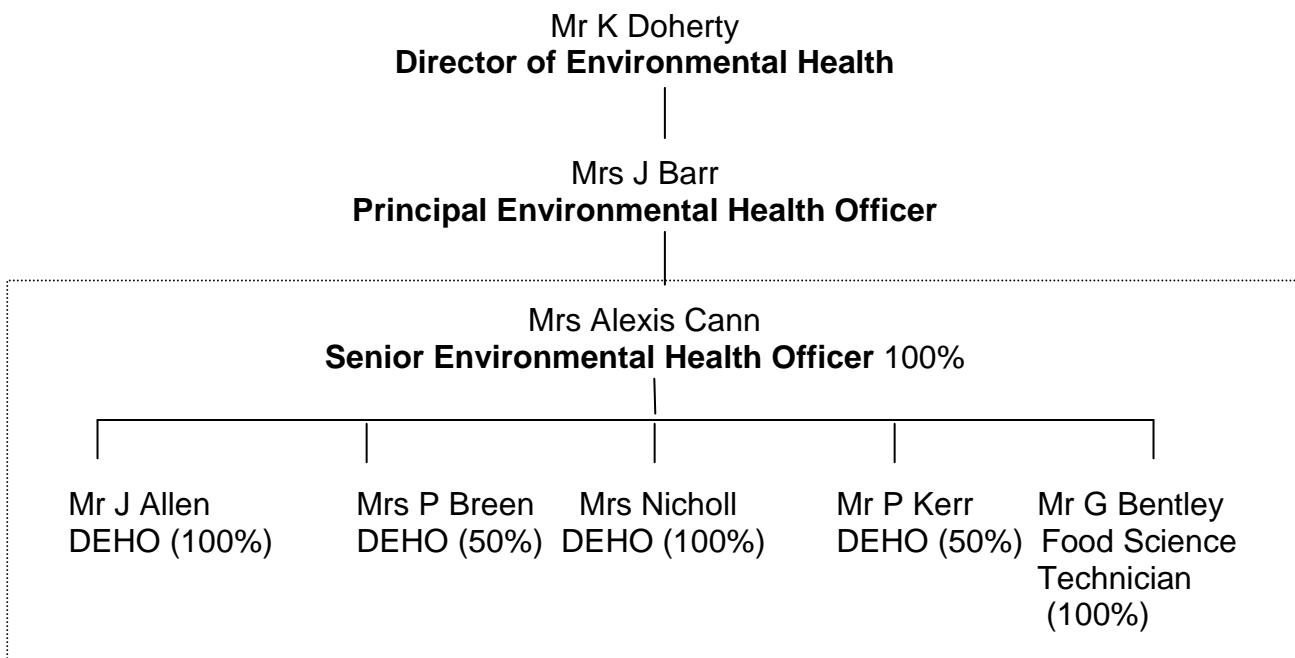 Mr K Doherty
Director of Environmental Health
Mrs J Barr
Principal Environmental Health Officer
Mrs Alexis Cann
Senior Environmental Health Officer 100%
Mr J Allen
DEHO (100%)
Mrs P Breen
DEHO (50%)
Mrs Nicholl
DEHO (100%)
Mr P Kerr
DEHO (50%)
Mr G Bentley
Food Science
Technician
(100%)